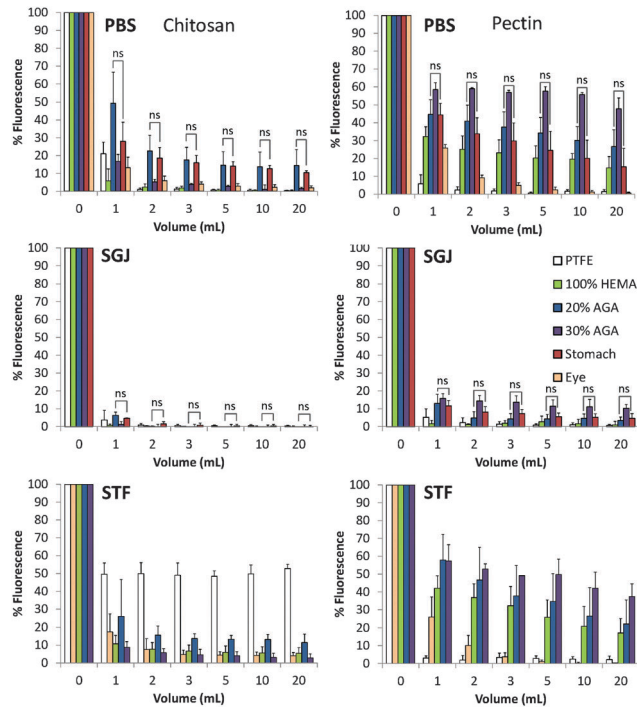 PBS Chitosan
% Fluorescence
100
90
80
70
60
50
40
30
20
10
0
ns ns ns ns ns ns
0 1 2 3 5 10 20
Volume (mL)
PBS Pectin
% Fluorescence
100
90
80
70
60
50
40
30
20
10
0
ns ns ns ns ns ns
0 1 2 3 5 10 20
Volume (mL)
SGJ
% Fluorescence
100
90
80
70
60
50
40
30
20
10
0
ns ns ns ns ns ns
0 1 2 3 5 10 20
Volume (mL)
SGJ
% Fluorescence
100
90
80
70
60
50
40
30
20
10
0
PTFE
100% HEMA
20% AGA
30% AGA
Stomach
Eye
ns ns ns ns ns ns
0 1 2 3 5 10 20
Volume (mL)
STF
% Fluorescence
100
90
80
70
60
50
40
30
20
10
0
0 1 2 3 5 10 20
Volume (mL)
STF
% Fluorescence
100
90
80
70
60
50
40
30
20
10
0
0 1 2 3 5 10 20
Volume (mL)